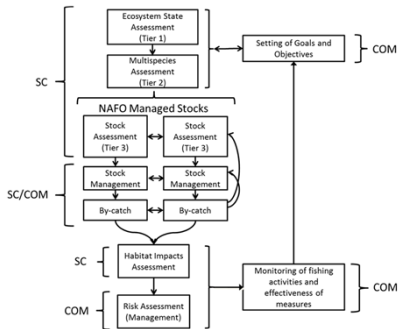 Ecosystem State
Assessment
(Tier 1)
Setting of Goals and
Objectives
COM
Multispecies
Assessment
(Tier 2)
SC
NAFO Managed Stocks
Stock
Assessment
(Tier 3)
Stock
Assessment
(Tier 3)
SC/COM
Stock
Management
Stock
Management
By-catch
By-catch
SC
Habitat Impacts
Assessment
Monitoring of fishing
activities and
effectiveness of
measures
COM
COM
Risk Assessment
(Management)